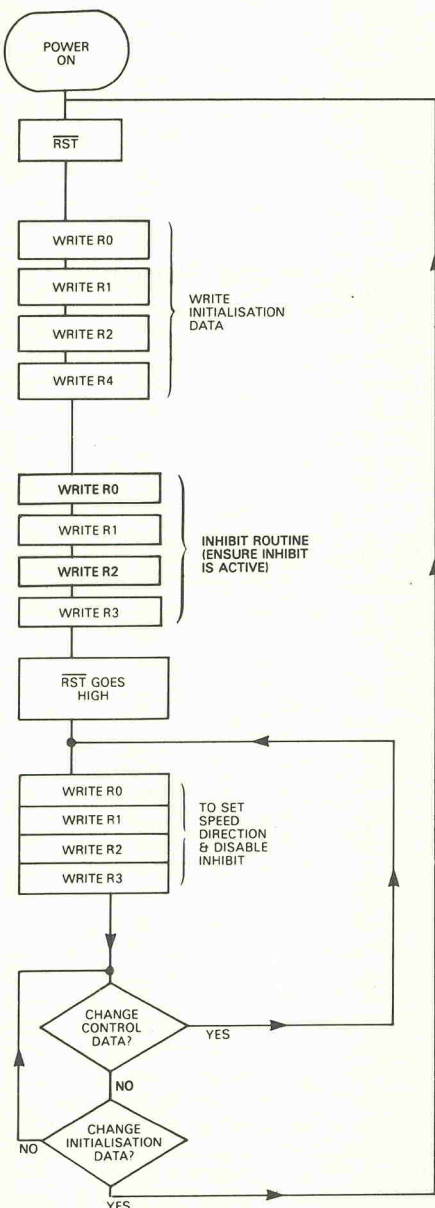 POWER
ON
RST
WRITE R0
WRITE R1
WRITE R2
WRITE R4
WRITE
INITIALISATION
DATA
WRITE R0
WRITE R1
WRITE R2
WRITE R3
INHIBIT ROUTINE
(ENSURE INHIBIT
IS ACTIVE)
RST GOES
HIGH
WRITE R0
WRITE R1
WRITE R2
WRITE R3
TO SET
SPEED
DIRECTION
& DISABLE
INHIBIT
CHANGE
CONTROL
DATA?
YES
NO
CHANGE
INITIALISATION
DATA?
NO
YES